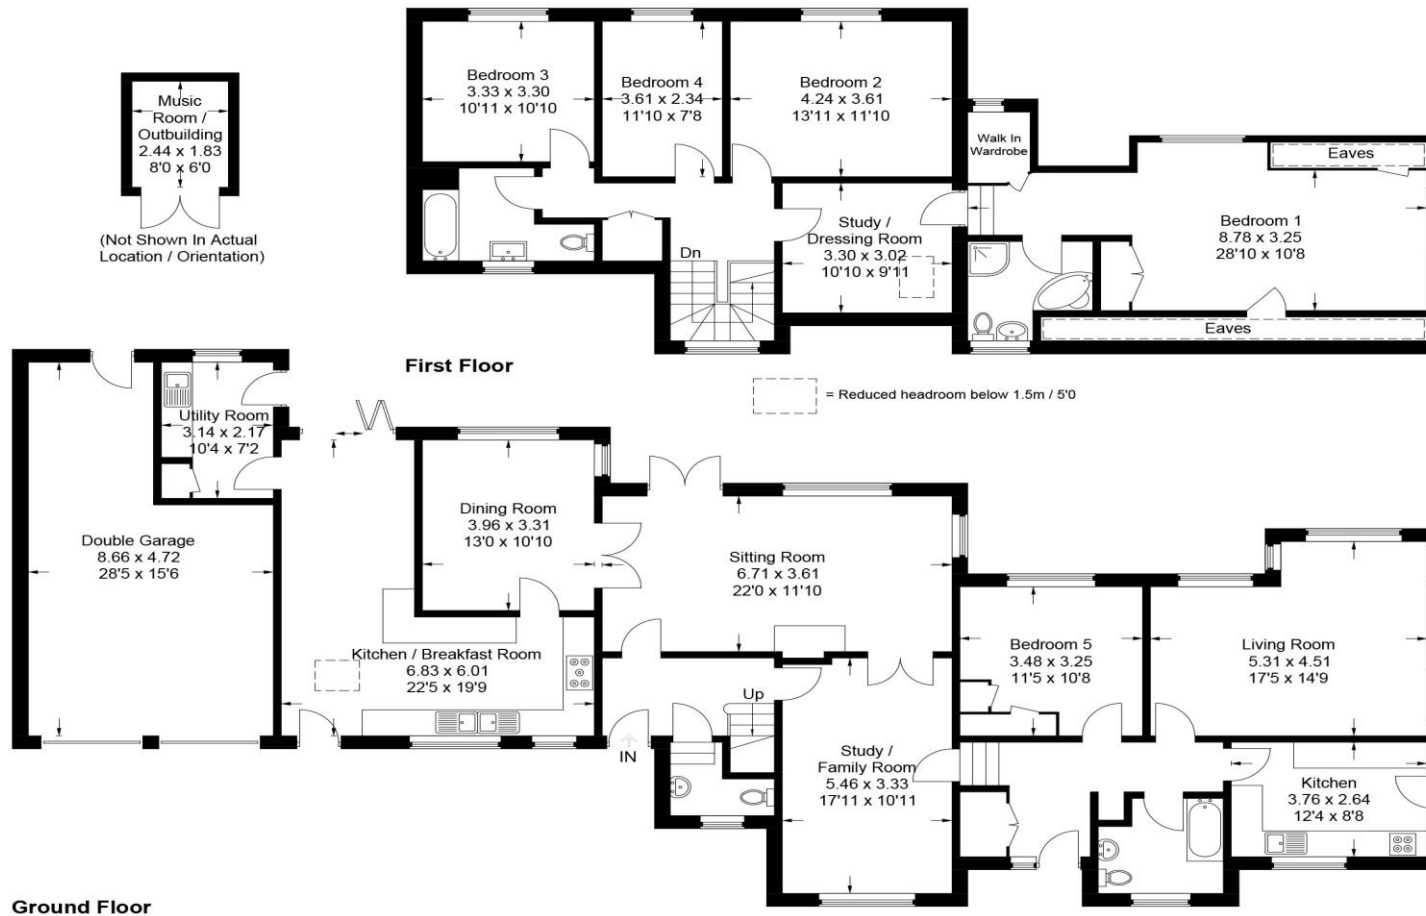 Music
Room /
Outbuilding
2.44 x 1.83
8'0 x 6'0
(Not Shown In Actual
Location / Orientation)
Bedroom 3
3.33 x 3.30
10'11 x 10'10
Bedroom 4
3.61 x 2.34
11'10 x 7'8
Bedroom 2
4.24 x 3.61
13'11 x 11'10
Walk In
Wardrobe
Eaves
Bedroom 1
8.78 x 3.25
28'10 x 10'8
Study /
Dressing Room
3.30 x 3.02
10'10 x 9'11
Dn
Eaves
First Floor
= Reduced headroom below 1.5m / 5'0
Utility Room
3.14 x 2.17
10'4 x 7'2
Double Garage
8.66 x 4.72
28'5 x 15'6
Dining Room
3.96 x 3.31
13'0 x 10'10
Sitting Room
6.71 x 3.61
22'0 x 11'10
Kitchen / Breakfast Room
6.83 x 6.01
22'5 x 19'9
Bedroom 5
3.48 x 3.25
11'5 x 10'8
Living Room
5.31 x 4.51
17'5 x 14'9
Up
IN
Study /
Family Room
5.46 x 3.33
17'11 x 10'11
Kitchen
3.76 x 2.64
12'4 x 8'8
Ground Floor